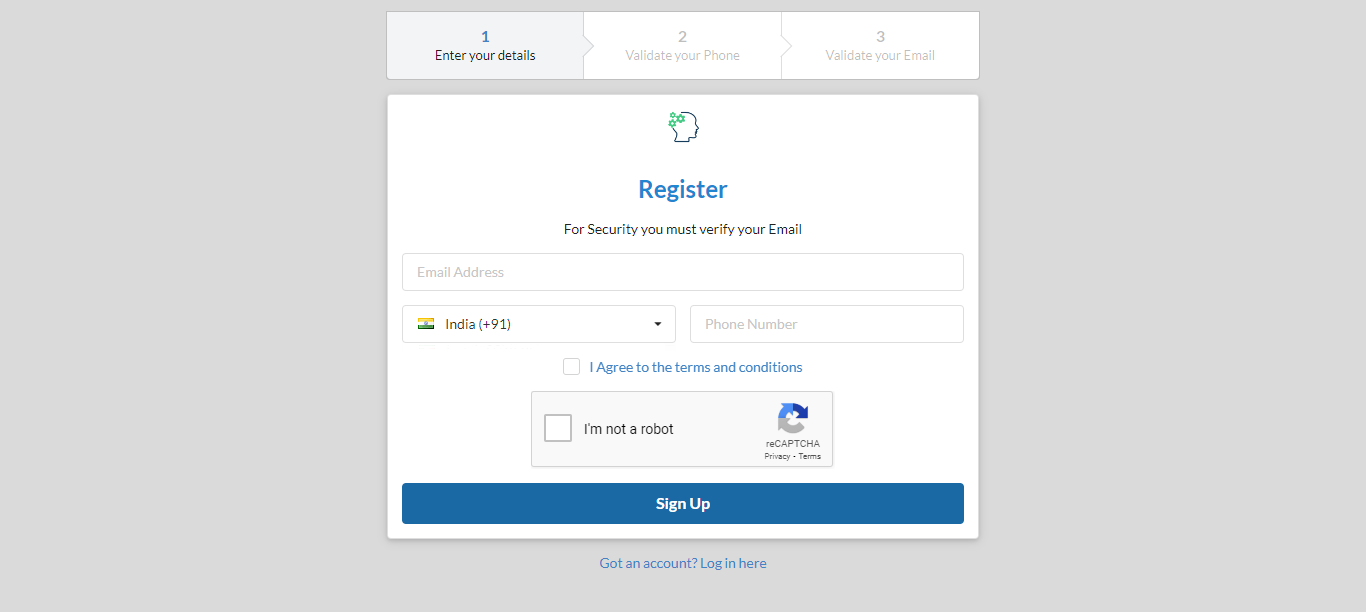 1
Enter your details
2
Validate your Phone
3
Validate your Email
Register
For Security you must verify your Email
Email Address
India (+91)
Phone Number
I Agree to the terms and conditions
I'm not a robot
reCAPTCHA
Privacy - Terms
Sign Up
Got an account? Log in here